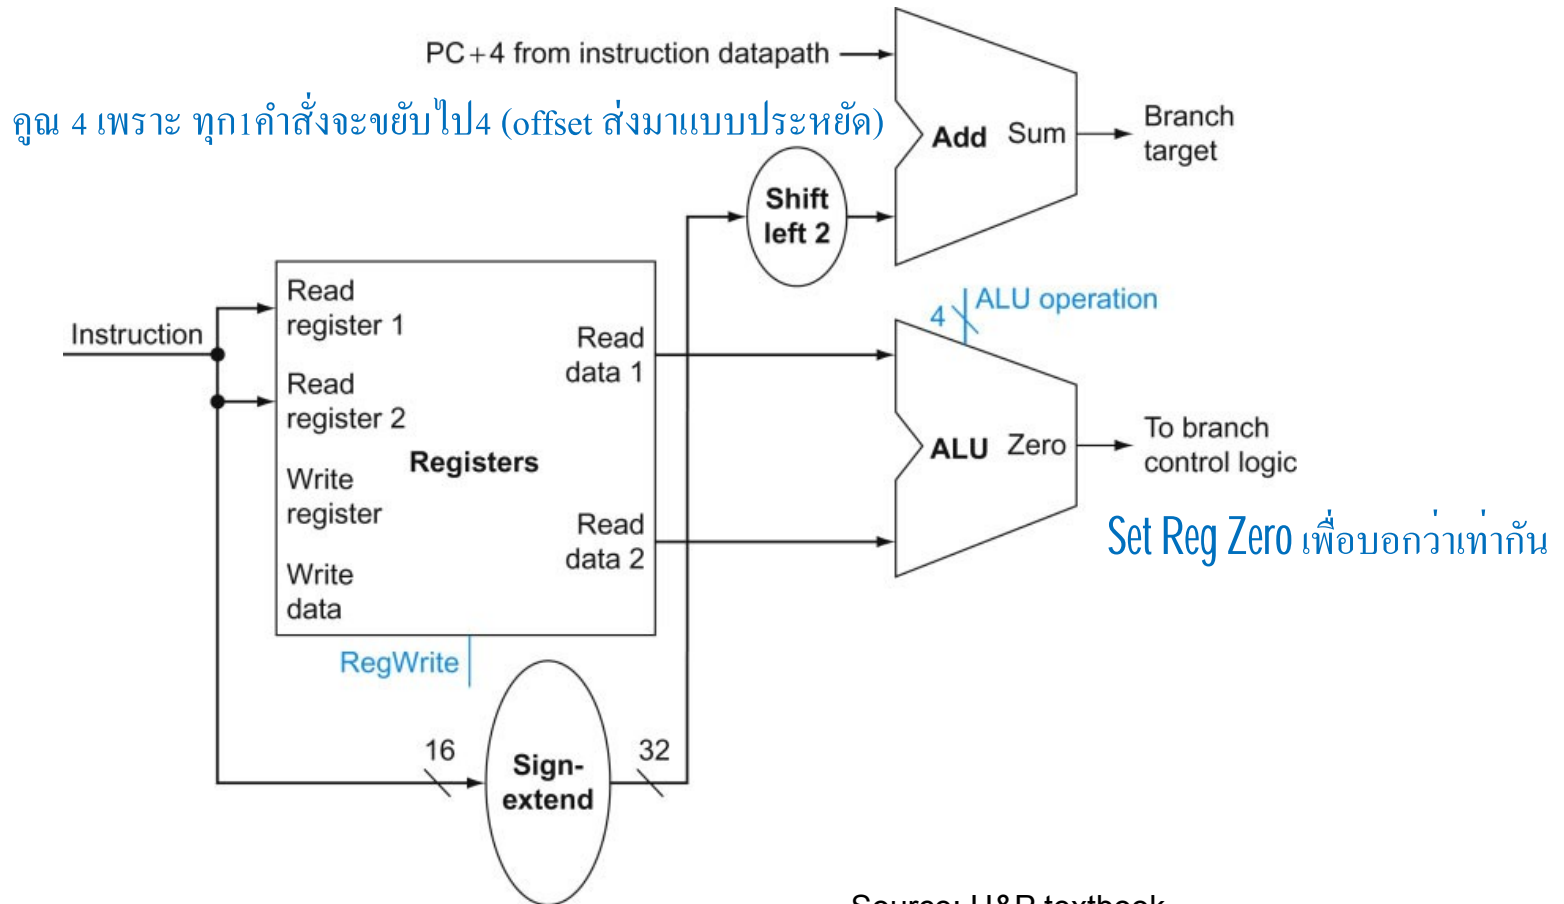 PC+4 from instruction datapath
คูณ 4 เพราะ ทุก1คำสั่งจะขยับไป4 (offset ส่งมาแบบประหยัด)
Add Sum
Branch
target
Shift
left 2
Instruction
Read
register 1
Read
register 2
Write
register
Write
data
Registers
Read
data 1
Read
data 2
RegWrite
4
ALU operation
ALU Zero
To branch
control logic
Set Reg Zero เพื่อบอกว่าเท่ากัน
16
Sign-
extend
32
Source: H&P textbook